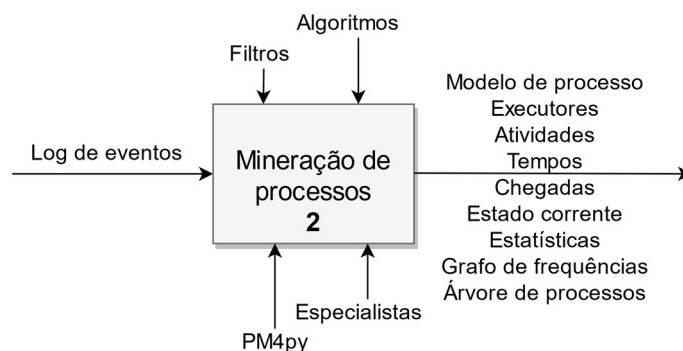 Algoritmos
Filtros
Log de eventos
Mineração de
processos
2
Modelo de processo
Executores
Atividades
Tempos
Chegadas
Estado corrente
Estatísticas
Grafo de frequências
Árvore de processos
Especialistas
PM4py